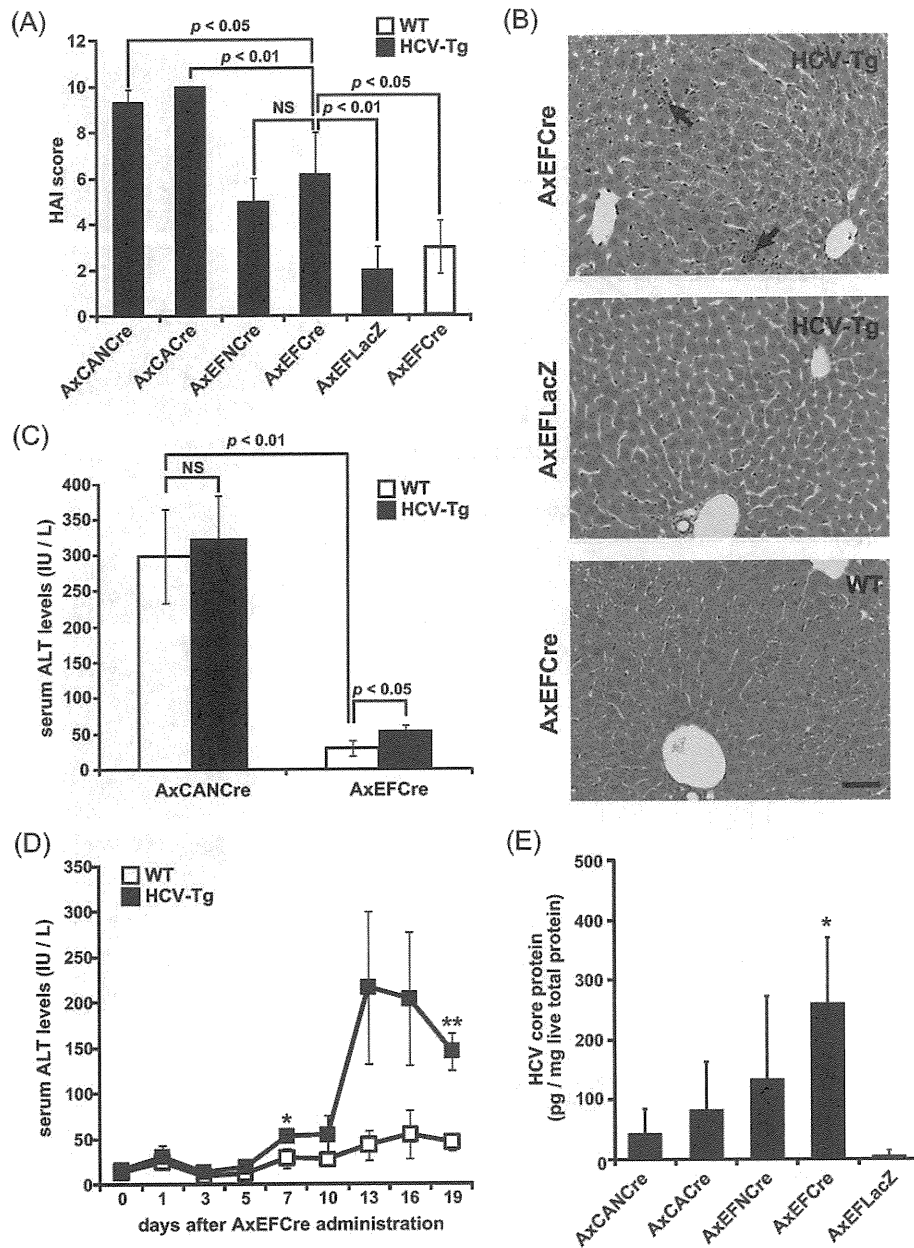 (A)
WT
HCV-Tg
p < 0.05
p < 0.01
p < 0.05
NS
p < 0.01
HAI score
12
10
8
6
4
2
0
AxCANCre
AxCACre
AxEFNCre
AxEFCre
AxEFLacZ
AxEFCre
(B)
AxEFCre
HCV-Tg
AxEFLacZ
HCV-Tg
AxEFCre
WT
(C)
p < 0.01
NS
WT
HCV-Tg
p < 0.05
serum ALT levels (IU / L)
400
350
300
250
200
150
100
50
0
AxCANCre
AxEFCre
(D)
WT
HCV-Tg
serum ALT levels (IU / L)
350
300
250
200
150
100
50
0
*
**
0 1 3 5 7 10 13 16 19
days after AxEFCre administration
(E)
HCV core protein
(pg / mg live total protein)
500
400
300
200
100
0
*
AxCANCre
AxCACre
AxEFNCre
AxEFCre
AxEFLacZ